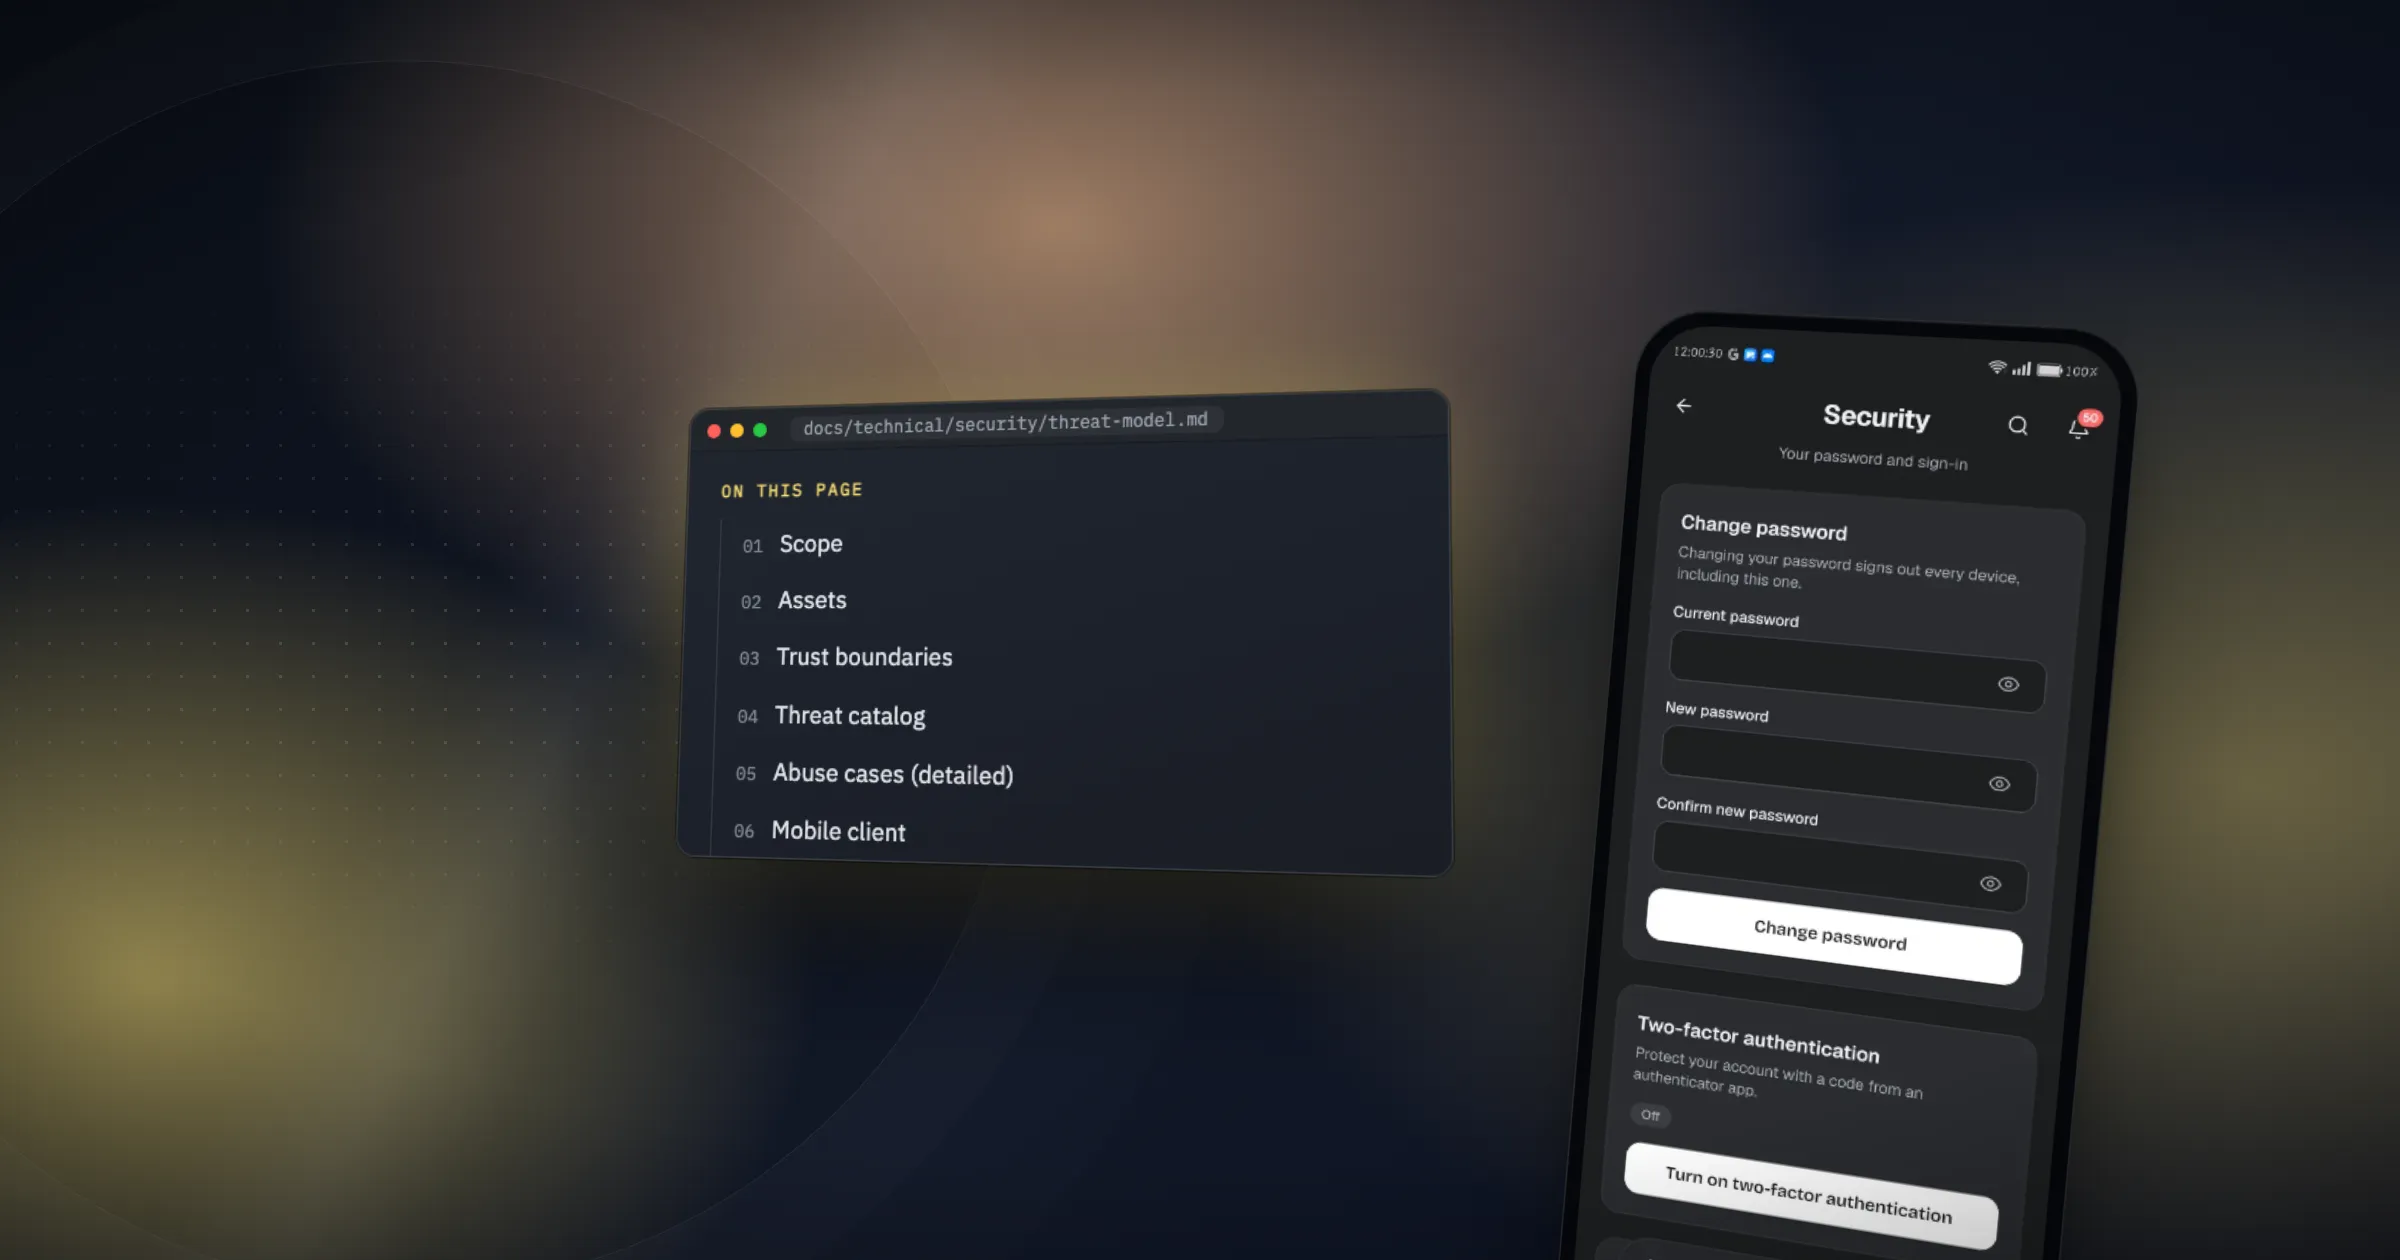 docs/technical/security/threat-model.md
ON THIS PAGE
01 Scope
02 Assets
03 Trust boundaries
04 Threat catalog
05 Abuse cases (detailed)
06 Mobile client
12:00:30
100%
Security
50
Your password and sign-in
Change password
Changing your password signs out every device,
including this one.
Current password
New password
Confirm new password
Change password
Two-factor authentication
Protect your account with a code from an
authenticator app.
Off
Turn on two-factor authentication